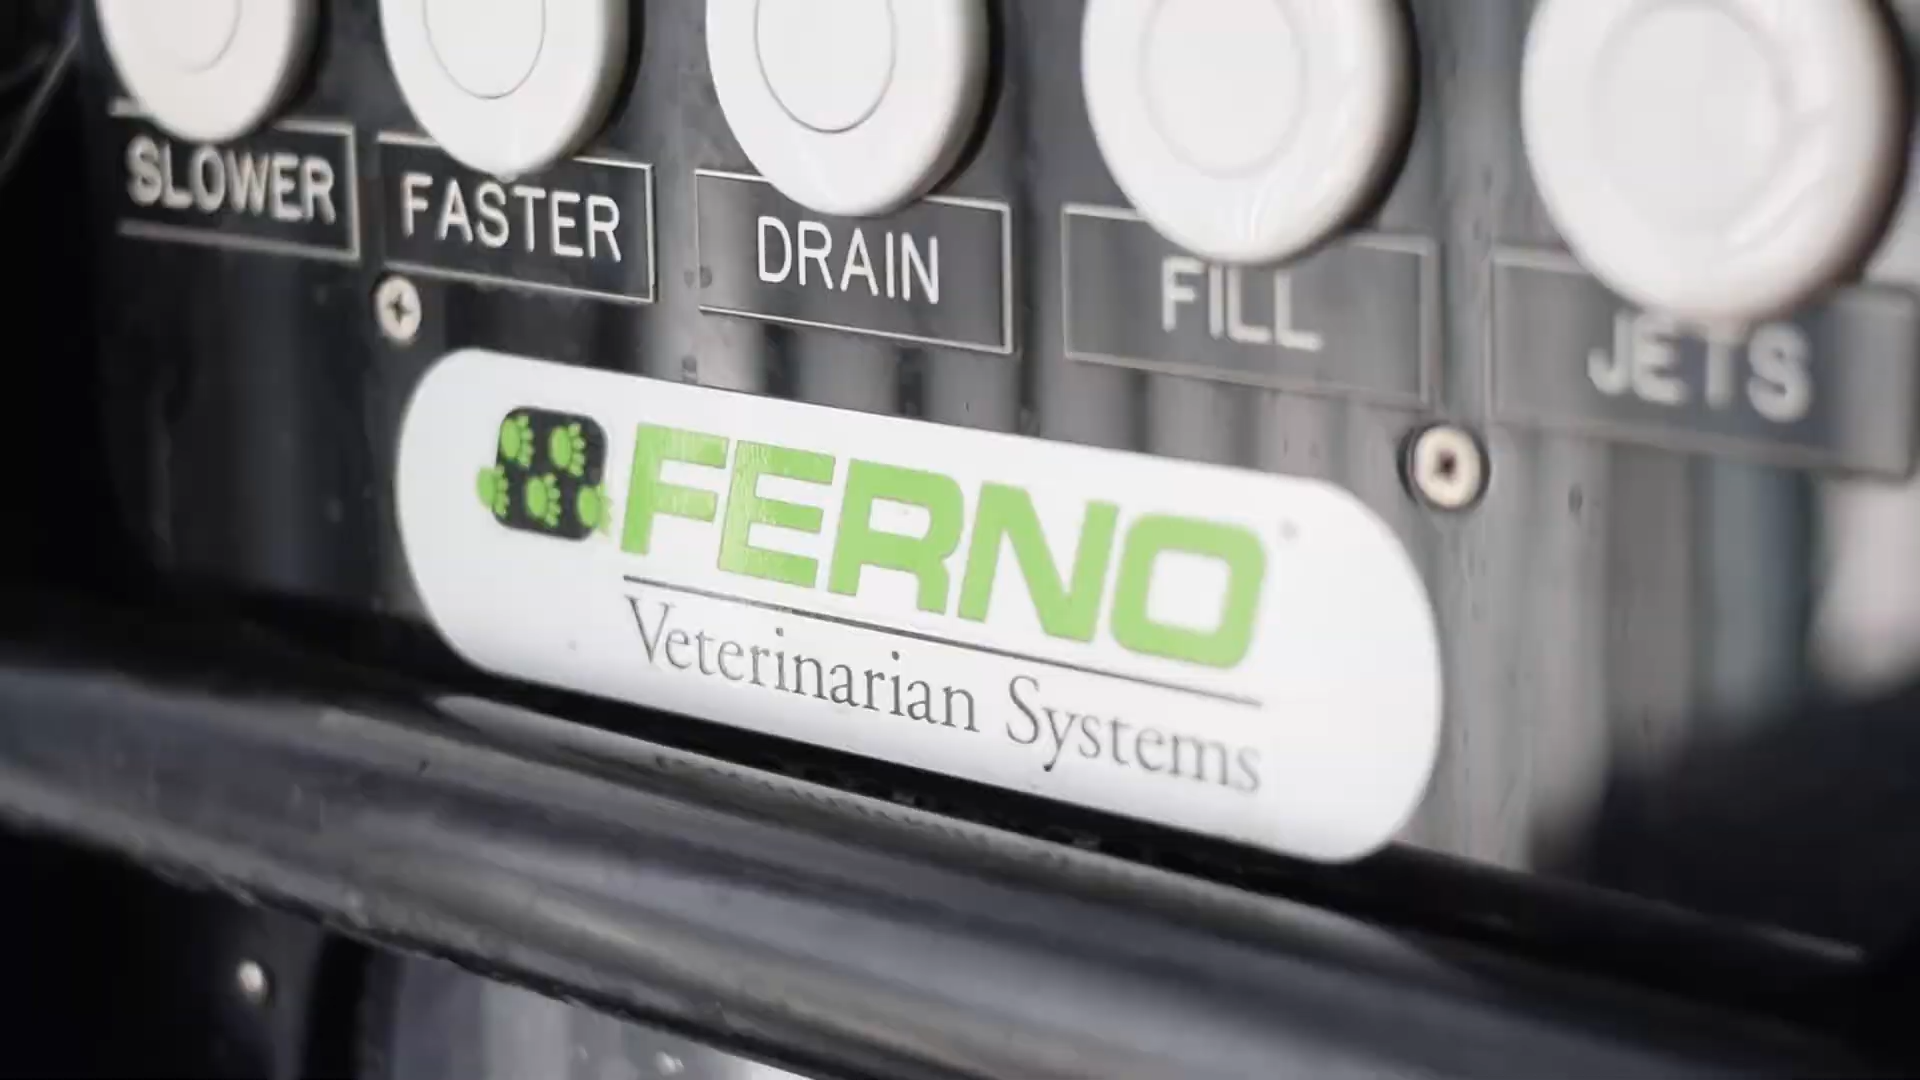 SLOWER
FASTER
DRAIN
FILL
JETS
FERNO
Veterinarian Systems